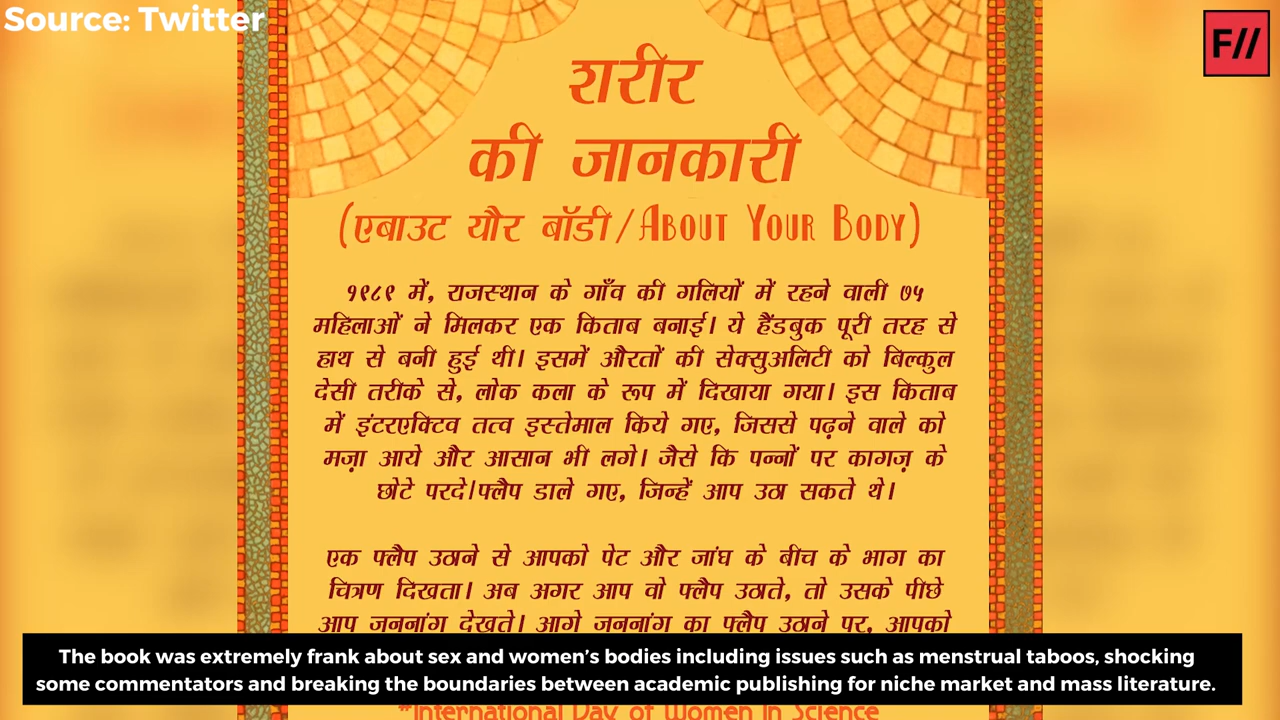 Source: Twitter
F//
शरीर
की जानकारी
(एबाउट यौर बॉडी/ABOUT YOUR BODY)
१९८९ में, राजस्थान के गाँव की गलियों में रहने वाली ७५
महिलाओं ने मिलकर एक किताब बनाई। ये हैंडबुक पूरी तरह से
हाथ से बनी हुई थी। इसमें औरतों की सेक्सुअलिटी को बिल्कुल
देसी तरीके से, लोक कला के रूप में दिखाया गया। इस किताब
में इंटरएक्टिव तत्व इस्तेमाल किये गए, जिससे पढ़ने वाले को
मज़ा आये और आसान भी लगे। जैसे कि पन्नों पर कागज़ के
छोटे परदे/फ्लैप डाले गए, जिन्हें आप उठा सकते थे।
एक फ्लैप उठाने से आपको पेट और जांघ के बीच के भाग का
चित्रण दिखता। अब अगर आप वो फ्लैप उठाते, तो उसके पीछे
आप जननांग देखते। आगे जननांग का फ्लैप उठाने पर, आपको
The book was extremely frank about sex and women's bodies including issues such as menstrual taboos, shocking
some commentators and breaking the boundaries between academic publishing for niche market and mass literature.
*International Day of Women in Science